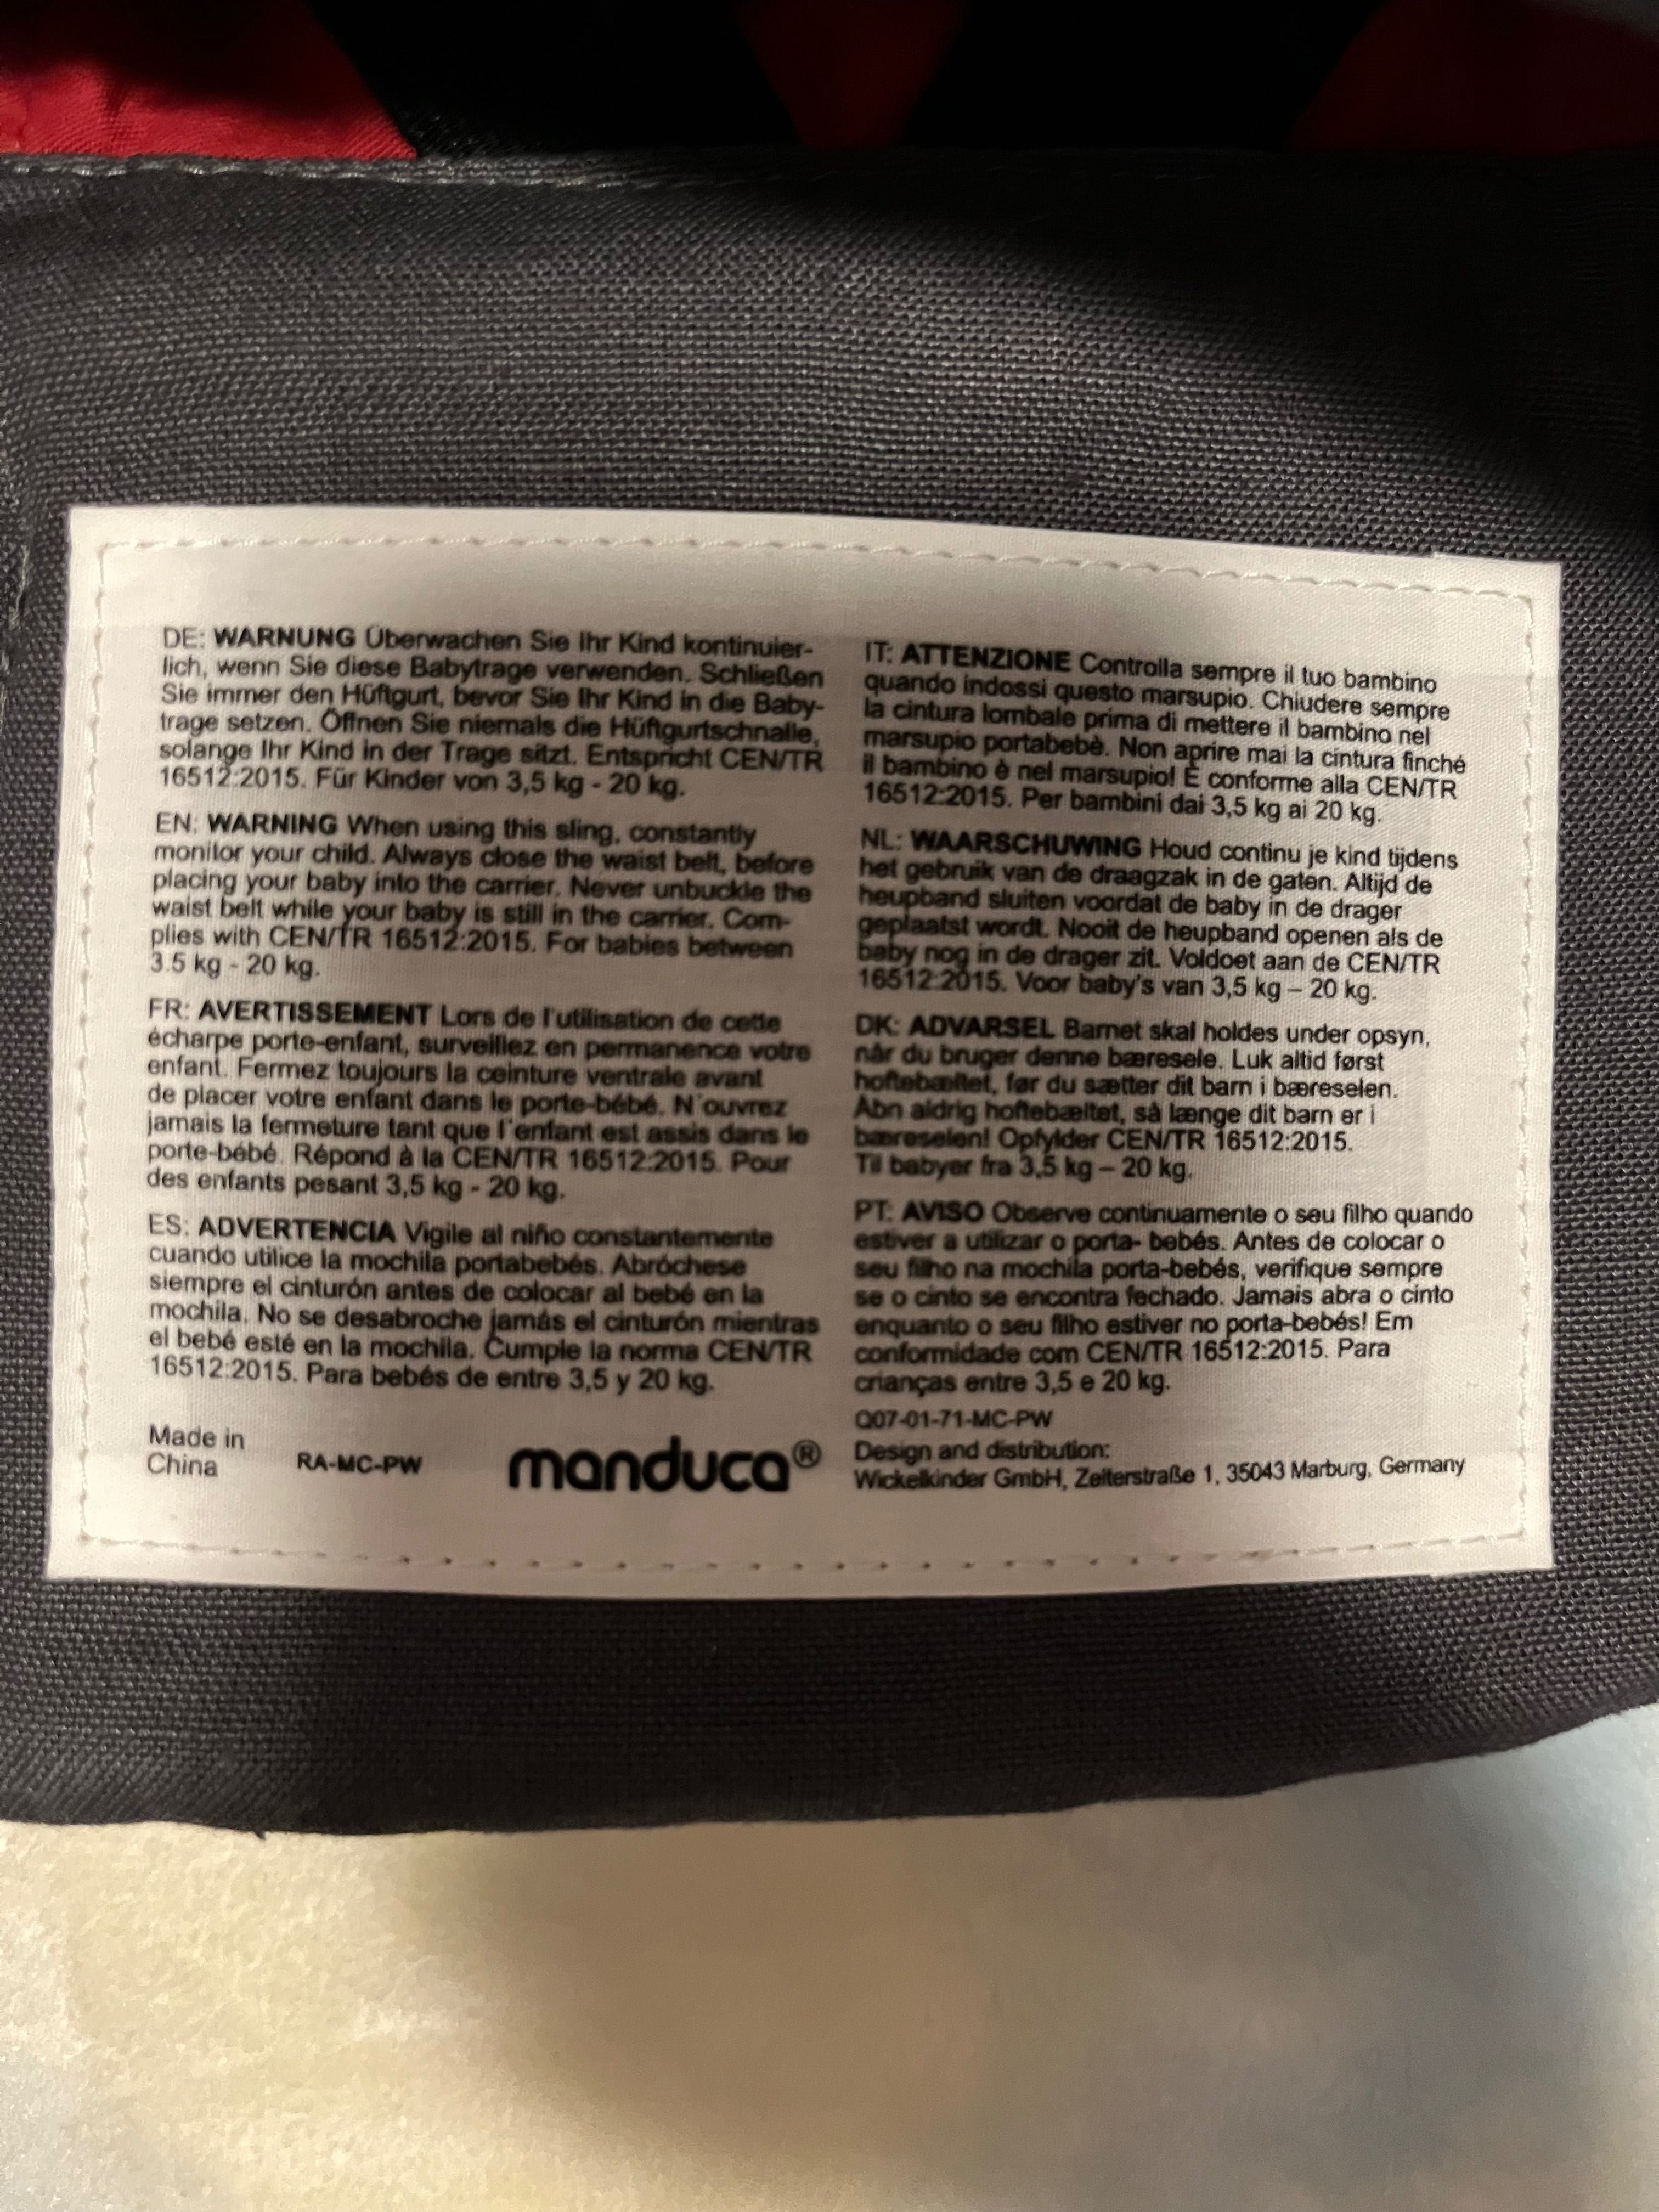 DE: WARNUNG Überwachen Sie Ihr Kind kontinuier-
lich, wenn Sie diese Babytrage verwenden. Schließen
Sie immer den Hüftgurt, bevor Sie Ihr Kind in die Baby-
trage setzen. Öffnen Sie niemals die Hüftgurtschnalle,
solange Ihr Kind in der Trage sitzt. Entspricht CEN/TR
16512:2015. Für Kinder von 3,5 kg - 20 kg.
EN: WARNING When using this sling, constantly
monitor your child. Always close the waist belt, before
placing your baby into the carrier. Never unbuckle the
waist belt while your baby is still in the carrier. Com-
plies with CEN/TR 16512:2015. For babies between
3.5 kg - 20 kg.
FR: AVERTISSEMENT Lors de l'utilisation de cette
écharpe porte-enfant, surveillez en permanence votre
enfant. Fermez toujours la ceinture ventrale avant
de placer votre enfant dans le porte-bébé. N'ouvrez
jamais la fermeture tant que l'enfant est assis dans le
porte-bébé. Répond à la CEN/TR 16512:2015. Pour
des enfants pesant 3,5 kg - 20 kg.
ES: ADVERTENCIA Vigile al niño constantemente
cuando utilice la mochila portabebés. Abróchese
siempre el cinturón antes de colocar al bebé en la
mochila. No se desabroche jamás el cinturón mientras
el bebé esté en la mochila. Cumple la norma CEN/TR
16512:2015. Para bebés de entre 3,5 y 20 kg.
Made in
China
RA-MC-PW
manduca®
IT: ATTENZIONE Controlla sempre il tuo bambino
quando indossi questo marsupio. Chiudere sempre
la cintura lombale prima di mettere il bambino nel
marsupio portabebè. Non aprire mai la cintura finché
il bambino è nel marsupio! È conforme alla CEN/TR
16512:2015. Per bambini dai 3,5 kg ai 20 kg.
NL: WAARSCHUWING Houd continu je kind tijdens
het gebruik van de draagzak in de gaten. Altijd de
heupband sluiten voordat de baby in de drager
geplaatst wordt. Nooit de heupband openen als de
baby nog in de drager zit. Voldoet aan de CEN/TR
16512:2015. Voor baby's van 3,5 kg – 20 kg.
DK: ADVARSEL Barnet skal holdes under opsyn,
når du bruger denne bæresele. Luk altid først
hoftebæltet, før du sætter dit barn i bæreselen.
Åbn aldrig hoftebæltet, så længe dit barn er i
bæreselen! Opfylder CEN/TR 16512:2015.
Til babyer fra 3,5 kg – 20 kg.
PT: AVISO Observe continuamente o seu filho quando
estiver a utilizar o porta- bebés. Antes de colocar o
seu filho na mochila porta-bebés, verifique sempre
se o cinto se encontra fechado. Jamais abra o cinto
enquanto o seu filho estiver no porta-bebés! Em
conformidade com CEN/TR 16512:2015. Para
crianças entre 3,5 e 20 kg.
Q07-01-71-MC-PW
Design and distribution:
Wickelkinder GmbH, Zeiterstraße 1, 35043 Marburg, Germany